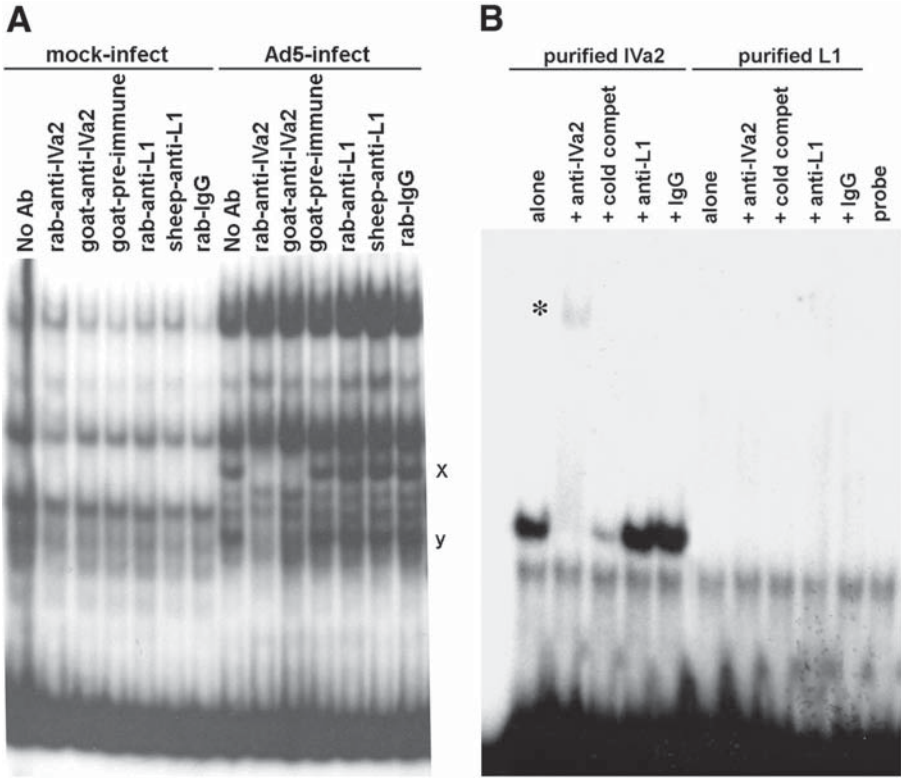 A
mock-infect
Ad5-infect
No Ab
rab-anti-IVa2
goat-anti-IVa2
goat-pre-immune
rab-anti-L1
sheep-anti-L1
rab-IgG
No Ab
rab-anti-IVa2
goat-anti-IVa2
goat-pre-immune
rab-anti-L1
sheep-anti-L1
rab-IgG
x
y
B
purified IVa2
purified L1
alone
+ anti-IVa2
+ cold compet
+ anti-L1
+ IgG
alone
+ anti-IVa2
+ cold compet
+ anti-L1
+ IgG
probe
*